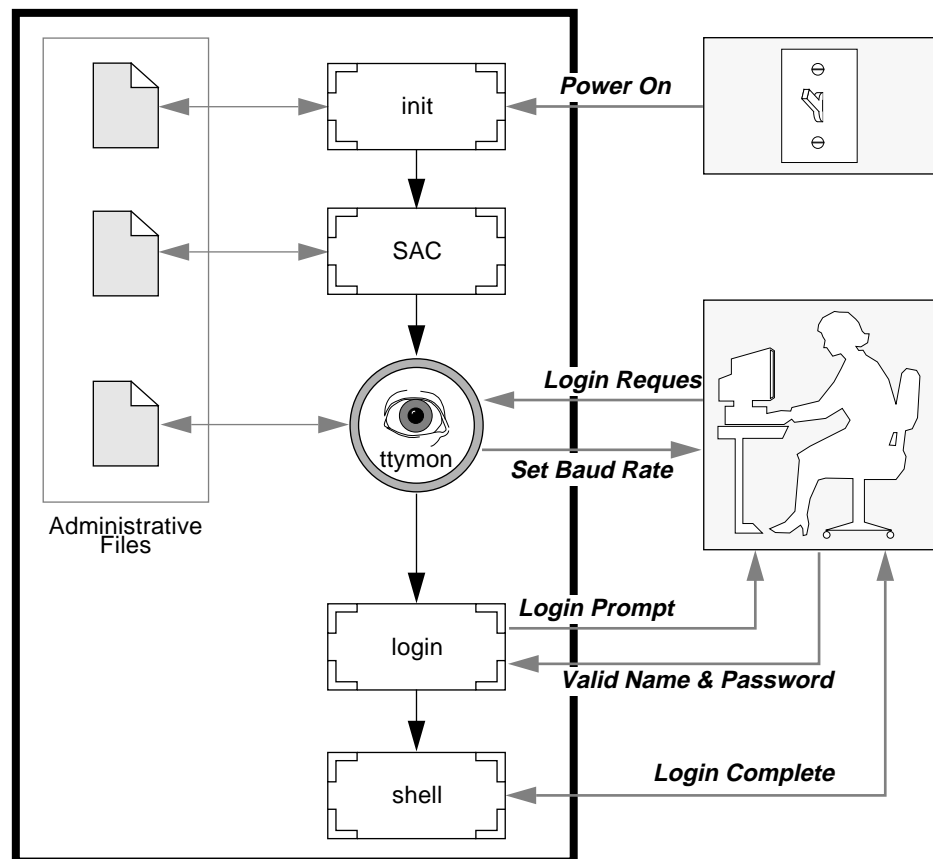 Power On
init
SAC
Login Reques
ttymon
Set Baud Rate
Administrative
Files
Login Prompt
login
Valid Name & Password
Login Complete
shell